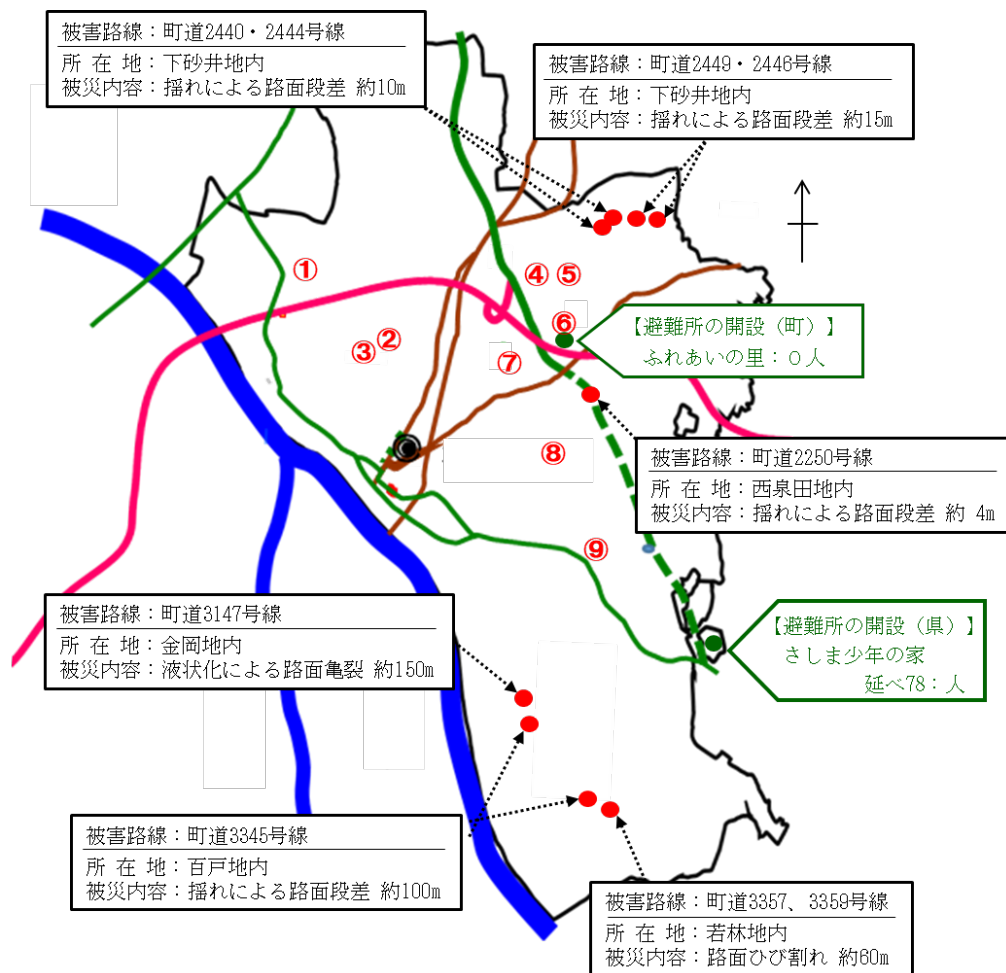 被害路線：町道2440・2444号線
所 在 地：下砂井地内
被災内容：揺れによる路面段差 約10m
被害路線：町道2449・2446号線
所 在 地：下砂井地内
被災内容：揺れによる路面段差 約15m
①
④ ⑤
⑥
【避難所の開設（町）】
ふれあいの里：０人
②
③
⑦
⑧
被害路線：町道2250号線
所 在 地：西泉田地内
被災内容：揺れによる路面段差 約 4m
⑨
被害路線：町道3147号線
所 在 地：金岡地内
被災内容：液状化による路面亀裂 約150m
【避難所の開設（県）】
さしま少年の家
延べ78：人
被害路線：町道3345号線
所 在 地：百戸地内
被災内容：揺れによる路面段差 約100m
被害路線：町道3357、3359号線
所 在 地：若林地内
被災内容：路面ひび割れ 約60m